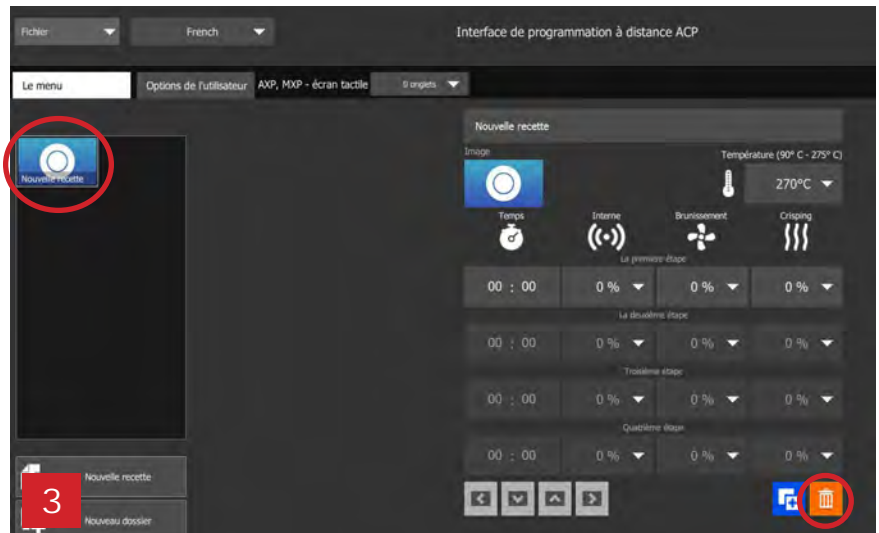 Fichier French Interface de programmation à distance ACP
Le menu Options de l'utilisateur AXP, MXP - écran tactile 0 onglets
Nouvelle recette
Nouvelle recette
Image Température (90° C - 275° C)
270°C
Temps Interne Brunissement Crisping
La première étape
00 : 00 0 % 0 % 0 %
La deuxième étape
00 : 00 0 % 0 % 0 %
Troisième étape
00 : 00 0 % 0 % 0 %
Quatrième étape
00 : 00 0 % 0 % 0 %
Nouvelle recette
3
Nouveau dossier